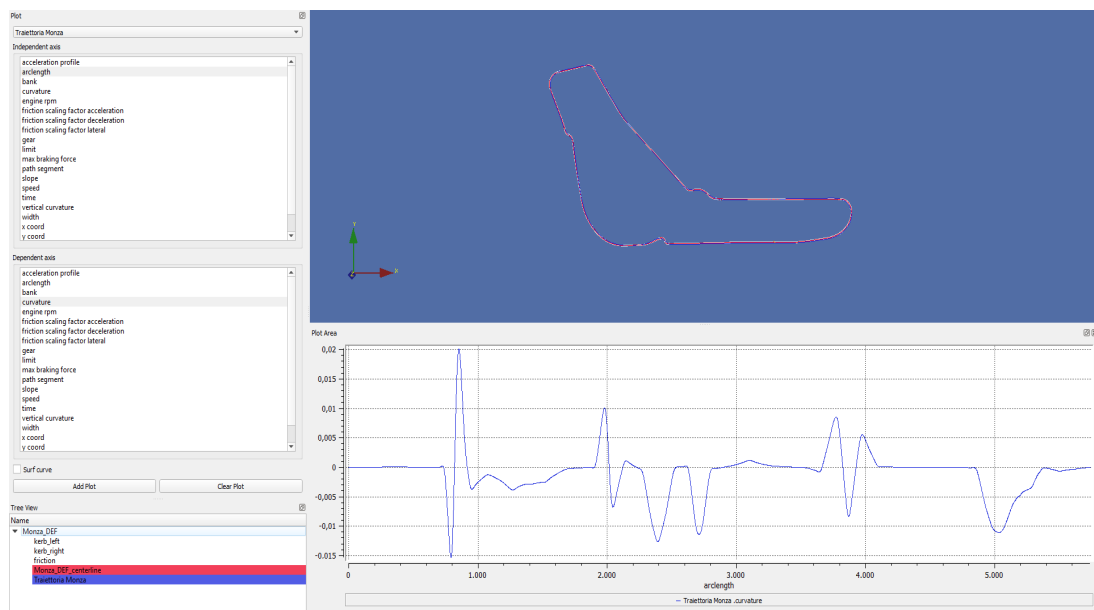 Plot
Traiettoria Monza
Independent axis
acceleration profile
arclength
bank
curvature
engine rpm
friction scaling factor acceleration
friction scaling factor deceleration
friction scaling factor lateral
gear
limit
max braking force
path segment
slope
speed
time
vertical curvature
width
x coord
y coord
Dependent axis
acceleration profile
arclength
bank
curvature
engine rpm
friction scaling factor acceleration
friction scaling factor deceleration
friction scaling factor lateral
gear
limit
max braking force
path segment
slope
speed
time
vertical curvature
width
x coord
y coord
Surf curve
Add Plot
Clear Plot
Tree View
Name
Monza_DEF
kerb_left
kerb_right
friction
Monza_DEF_centerline
Traiettoria Monza
Y
X
Plot Area
0,02
0,015
0,01
0,005
0
-0,005
-0,01
-0.015
0 1.000 2.000 3.000 4.000 5.000
arclength
Traiettoria Monza .curvature